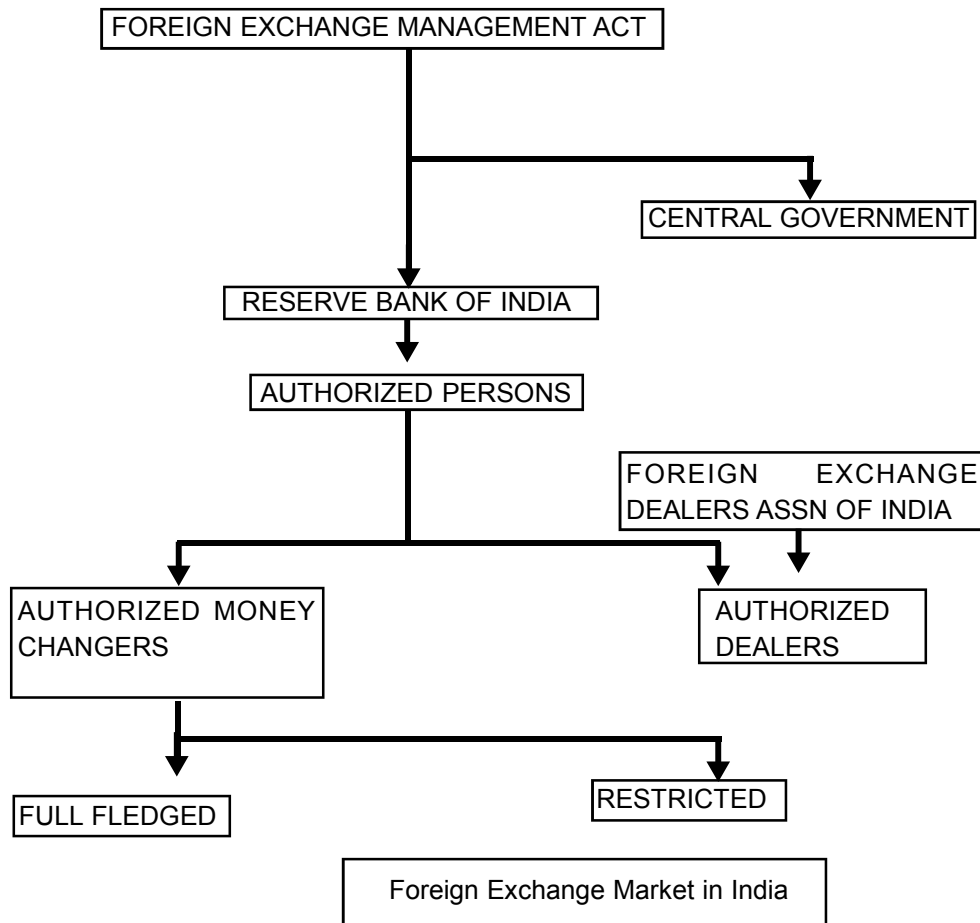 FOREIGN EXCHANGE MANAGEMENT ACT
CENTRAL GOVERNMENT
RESERVE BANK OF INDIA
AUTHORIZED PERSONS
FOREIGN EXCHANGE
DEALERS ASSN OF INDIA
AUTHORIZED MONEY
CHANGERS
AUTHORIZED
DEALERS
FULL FLEDGED
RESTRICTED
Foreign Exchange Market in India